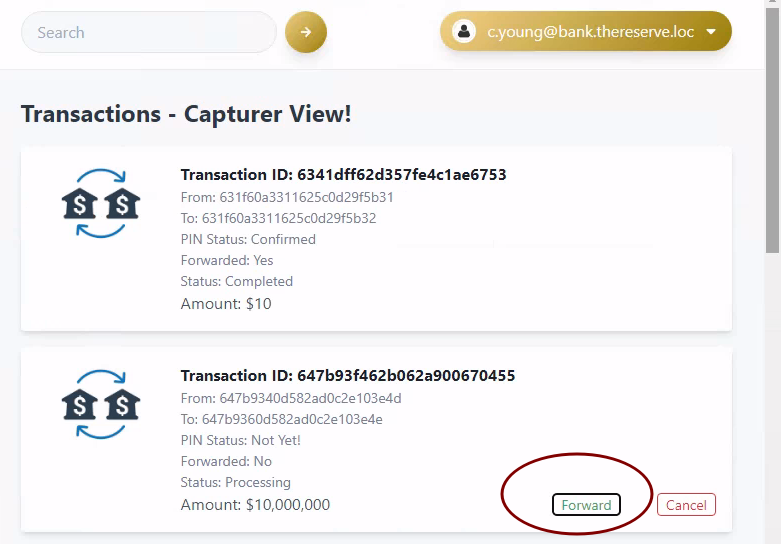 Search
c.young@bank.thereserve.loc
Transactions - Capturer View!
Transaction ID: 6341dff62d357fe4c1ae6753
From: 631f60a3311625c0d29f5b31
To: 631f60a3311625c0d29f5b32
PIN Status: Confirmed
Forwarded: Yes
Status: Completed
Amount: $10
Transaction ID: 647b93f462b062a900670455
From: 647b9340d582ad0c2e103e4d
To: 647b9360d582ad0c2e103e4e
PIN Status: Not Yet!
Forwarded: No
Status: Processing
Amount: $10,000,000
Forward
Cancel